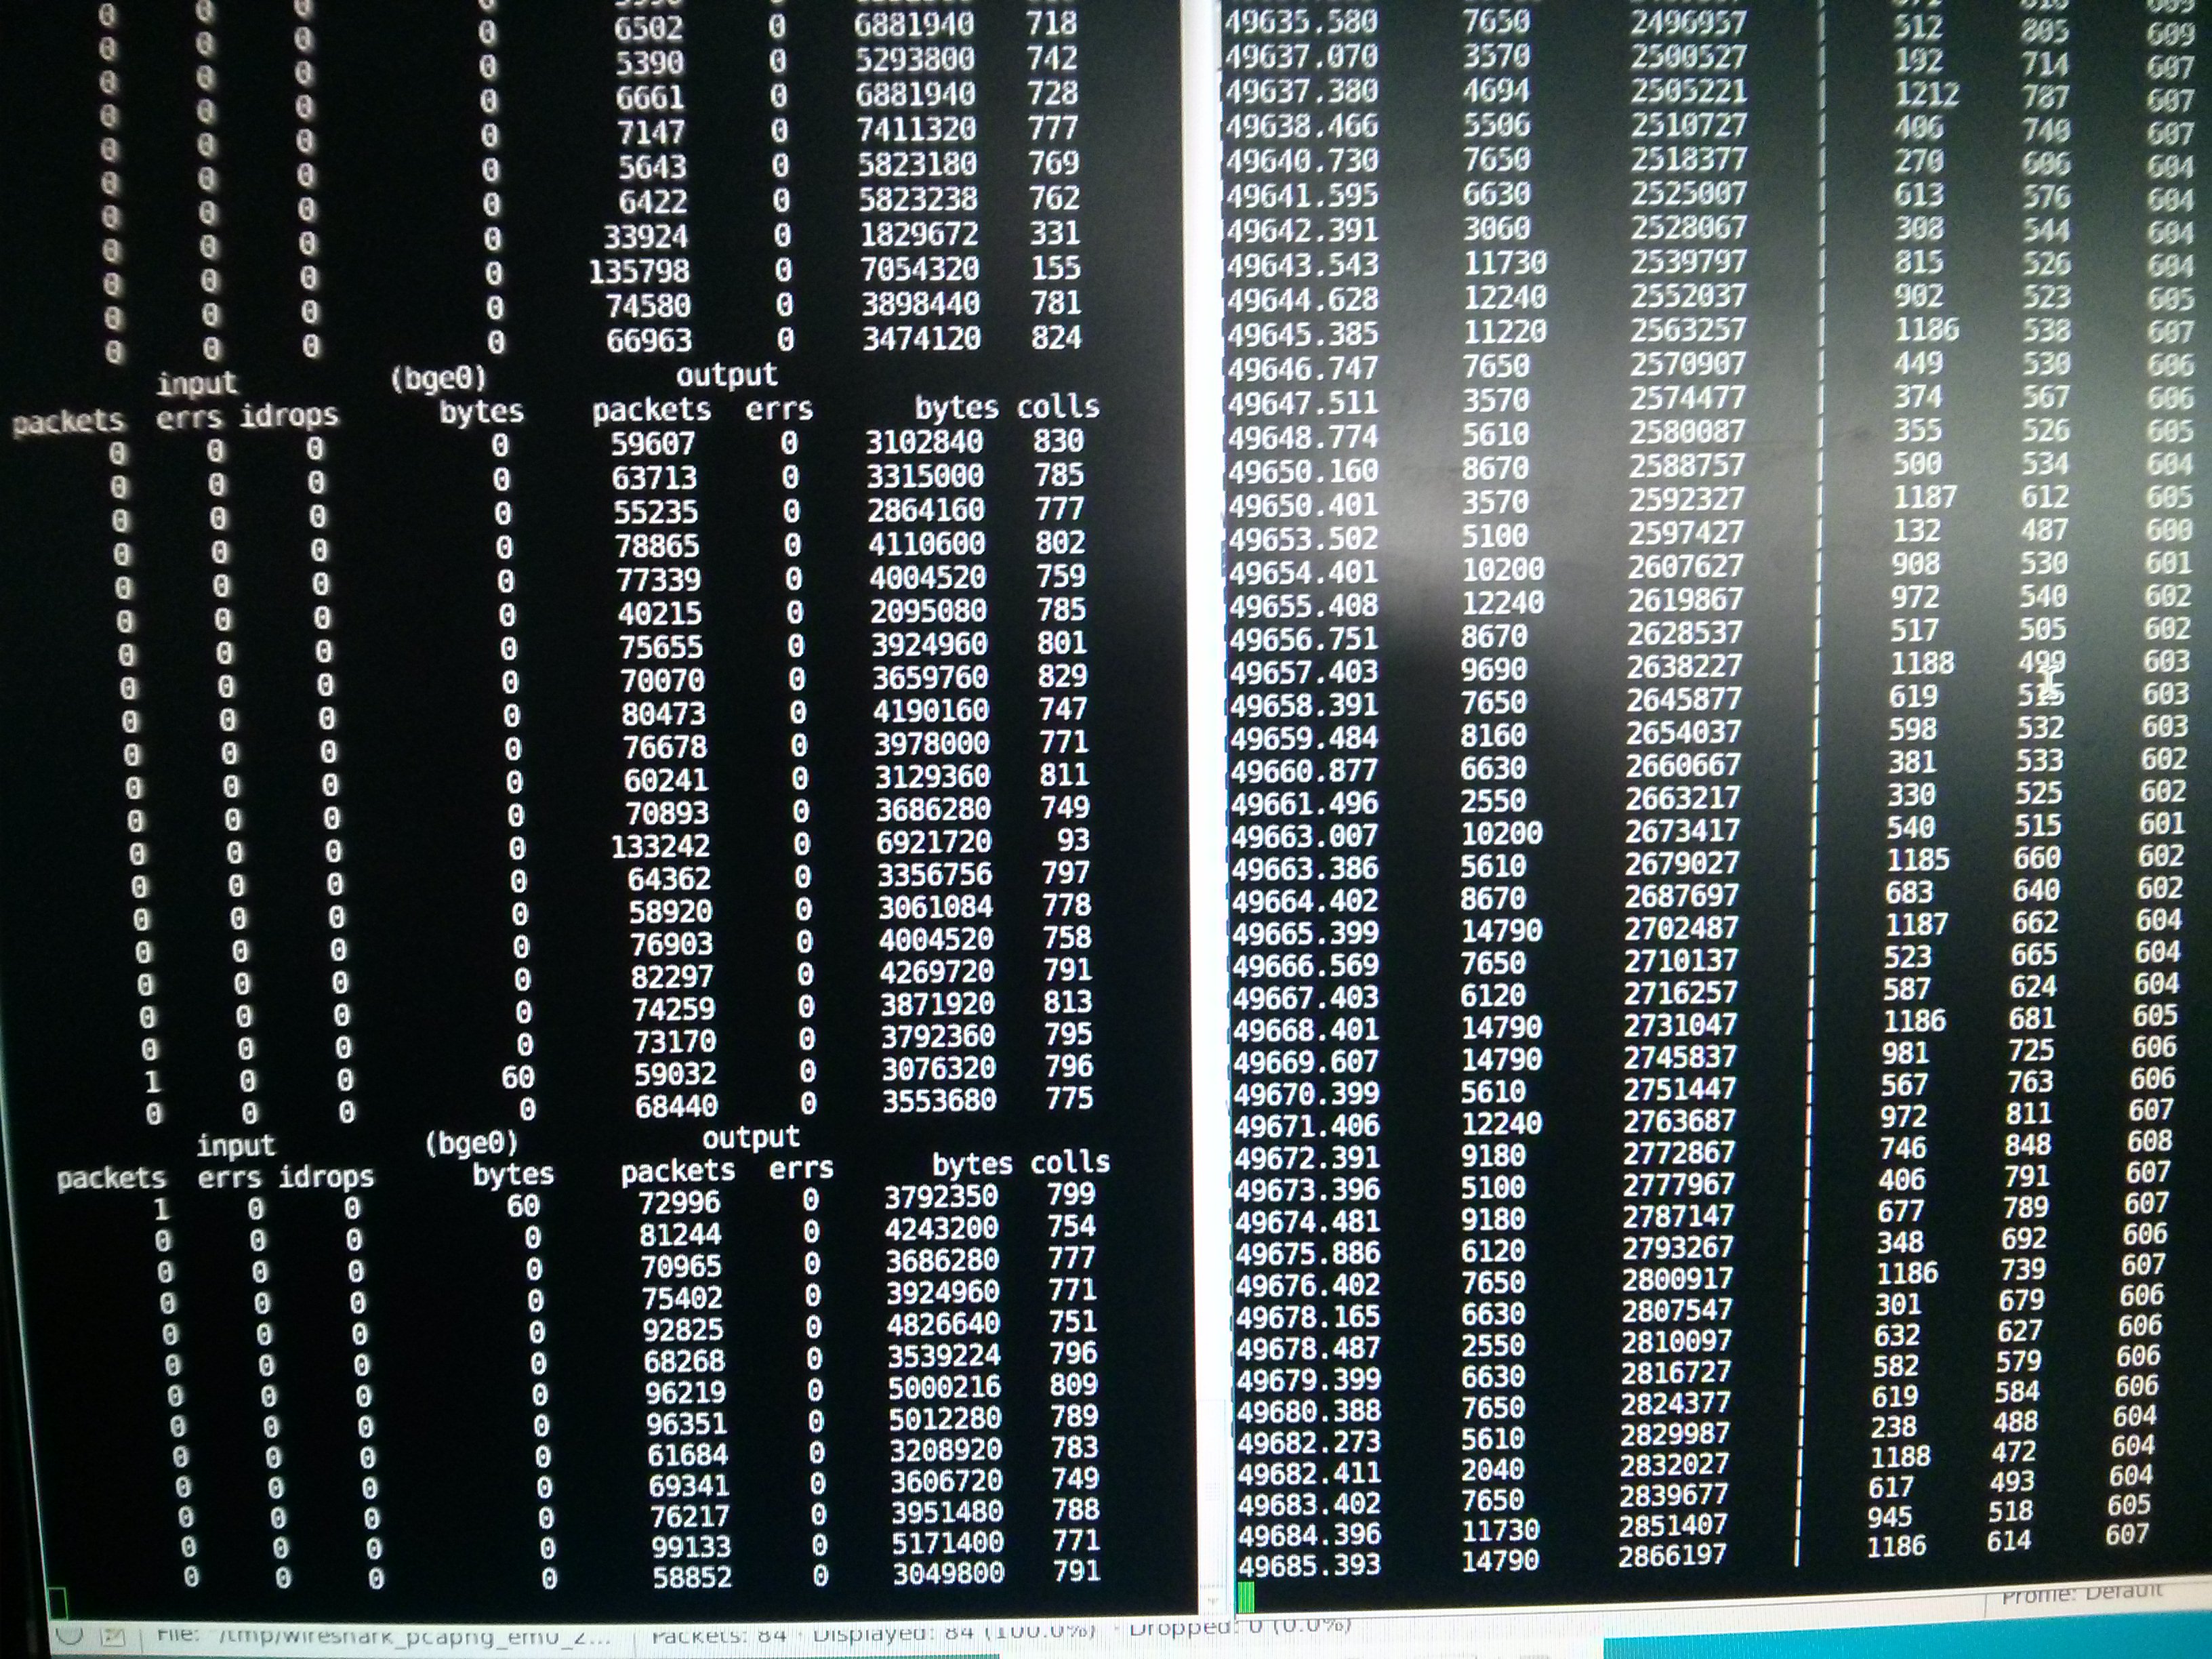 0 0 0 0 6502 0 6881940 718
0 0 0 0 5390 0 5293800 742
0 0 0 0 6661 0 6881940 728
0 0 0 0 7147 0 7411320 777
0 0 0 0 5643 0 5823180 769
0 0 0 0 6422 0 5823238 762
0 0 0 0 33924 0 1829672 331
0 0 0 0 135798 0 7054320 155
0 0 0 0 74580 0 3898440 781
0 0 0 0 66963 0 3474120 824
input (bge0) output
packets errs idrops bytes packets errs bytes colls
0 0 0 0 59607 0 3102840 830
0 0 0 0 63713 0 3315000 785
0 0 0 0 55235 0 2864160 777
0 0 0 0 78865 0 4110600 802
0 0 0 0 77339 0 4004520 759
0 0 0 0 40215 0 2095080 785
0 0 0 0 75655 0 3924960 801
0 0 0 0 70070 0 3659760 829
0 0 0 0 80473 0 4190160 747
0 0 0 0 76678 0 3978000 771
0 0 0 0 60241 0 3129360 811
0 0 0 0 70893 0 3686280 749
0 0 0 0 133242 0 6921720 93
0 0 0 0 64362 0 3356756 797
0 0 0 0 58920 0 3061084 778
0 0 0 0 76903 0 4004520 758
0 0 0 0 82297 0 4269720 791
0 0 0 0 74259 0 3871920 813
0 0 0 0 73170 0 3792360 795
1 0 0 60 59032 0 3076320 796
0 0 0 0 68440 0 3553680 775
input (bge0) output
packets errs idrops bytes packets errs bytes colls
1 0 0 60 72996 0 3792350 799
0 0 0 0 81244 0 4243200 754
0 0 0 0 70965 0 3686280 777
0 0 0 0 75402 0 3924960 771
0 0 0 0 92825 0 4826640 751
0 0 0 0 68268 0 3539224 796
0 0 0 0 96219 0 5000216 809
0 0 0 0 96351 0 5012280 789
0 0 0 0 61684 0 3208920 783
0 0 0 0 69341 0 3606720 749
0 0 0 0 76217 0 3951480 788
0 0 0 0 99133 0 5171400 771
0 0 0 0 58852 0 3049800 791
49635.580 7650 2496957 | 512 805 609
49637.070 3570 2500527 | 192 714 607
49637.380 4694 2505221 | 1212 787 607
49638.466 5506 2510727 | 406 740 607
49640.730 7650 2518377 | 270 606 604
49641.595 6630 2525007 | 613 576 604
49642.391 3060 2528067 | 308 544 604
49643.543 11730 2539797 | 815 526 604
49644.628 12240 2552037 | 902 523 605
49645.385 11220 2563257 | 1186 538 607
49646.747 7650 2570907 | 449 530 606
49647.511 3570 2574477 | 374 567 606
49648.774 5610 2580087 | 355 526 605
49650.160 8670 2588757 | 500 534 604
49650.401 3570 2592327 | 1187 612 605
49653.502 5100 2597427 | 132 487 600
49654.401 10200 2607627 | 908 530 601
49655.408 12240 2619867 | 972 540 602
49656.751 8670 2628537 | 517 505 602
49657.403 9690 2638227 | 1188 499 603
49658.391 7650 2645877 | 619 515 603
49659.484 8160 2654037 | 598 532 603
49660.877 6630 2660667 | 381 533 602
49661.496 2550 2663217 | 330 525 602
49663.007 10200 2673417 | 540 515 601
49663.386 5610 2679027 | 1185 660 602
49664.402 8670 2687697 | 683 640 602
49665.399 14790 2702487 | 1187 662 604
49666.569 7650 2710137 | 523 665 604
49667.403 6120 2716257 | 587 624 604
49668.401 14790 2731047 | 1186 681 605
49669.607 14790 2745837 | 981 725 606
49670.399 5610 2751447 | 567 763 606
49671.406 12240 2763687 | 972 811 607
49672.391 9180 2772867 | 746 848 608
49673.396 5100 2777967 | 406 791 607
49674.481 9180 2787147 | 677 789 607
49675.886 6120 2793267 | 348 692 606
49676.402 7650 2800917 | 1186 739 607
49678.165 6630 2807547 | 301 679 606
49678.487 2550 2810097 | 632 627 606
49679.399 6630 2816727 | 582 579 606
49680.388 7650 2824377 | 619 584 606
49682.273 5610 2829987 | 238 488 604
49682.411 2040 2832027 | 1188 472 604
49683.402 7650 2839677 | 617 493 604
49684.396 11730 2851407 | 945 518 605
49685.393 14790 2866197 | 1186 614 607
File: "/tmp/wireshark_pcapng_em0_2... Packets: 84 · Displayed: 84 (100.0%) · Dropped: 0 (0.0%)
Profile: Default